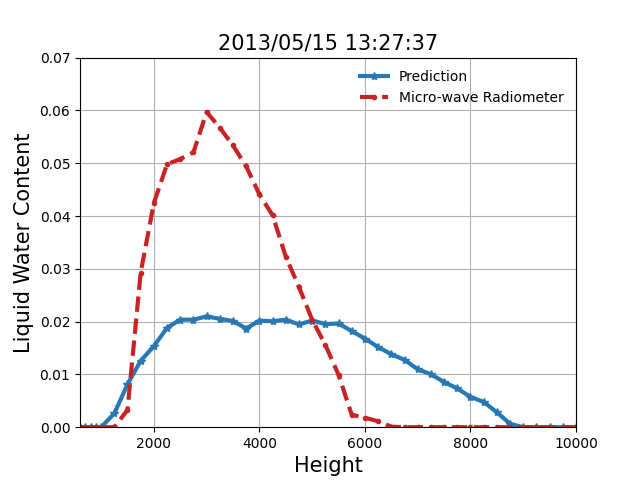 2013/05/15 13:27:37
0.07
0.06
0.05
0.04
0.03
0.02
0.01
0.00
Liquid Water Content
Prediction
Micro-wave Radiometer
2000 4000 6000 8000 10000
Height